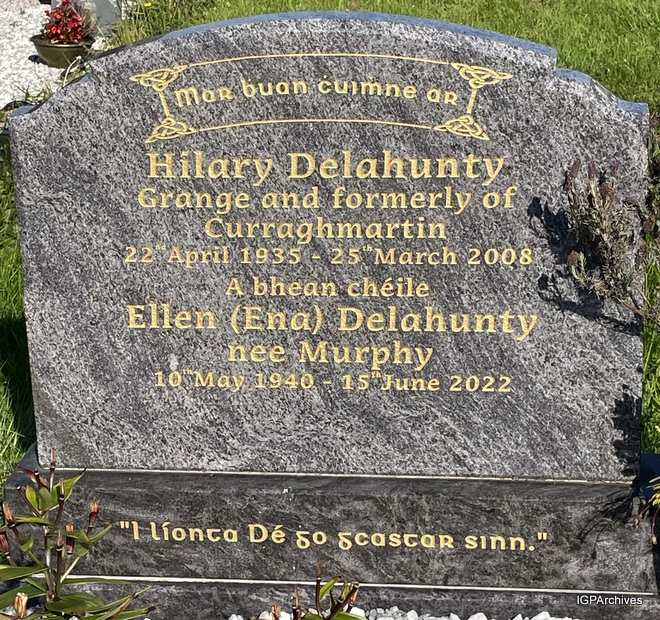 Mar buan ċuimne ar
Hilary Delahunty
Grange and formerly of
Curraghmartin
22nd April 1935 - 25th March 2008
A bhean chéile
Ellen (Ena) Delahunty
nee Murphy
10th May 1940 - 15th June 2022
"I líonta Dé go gcastar sinn."
IGPArchives